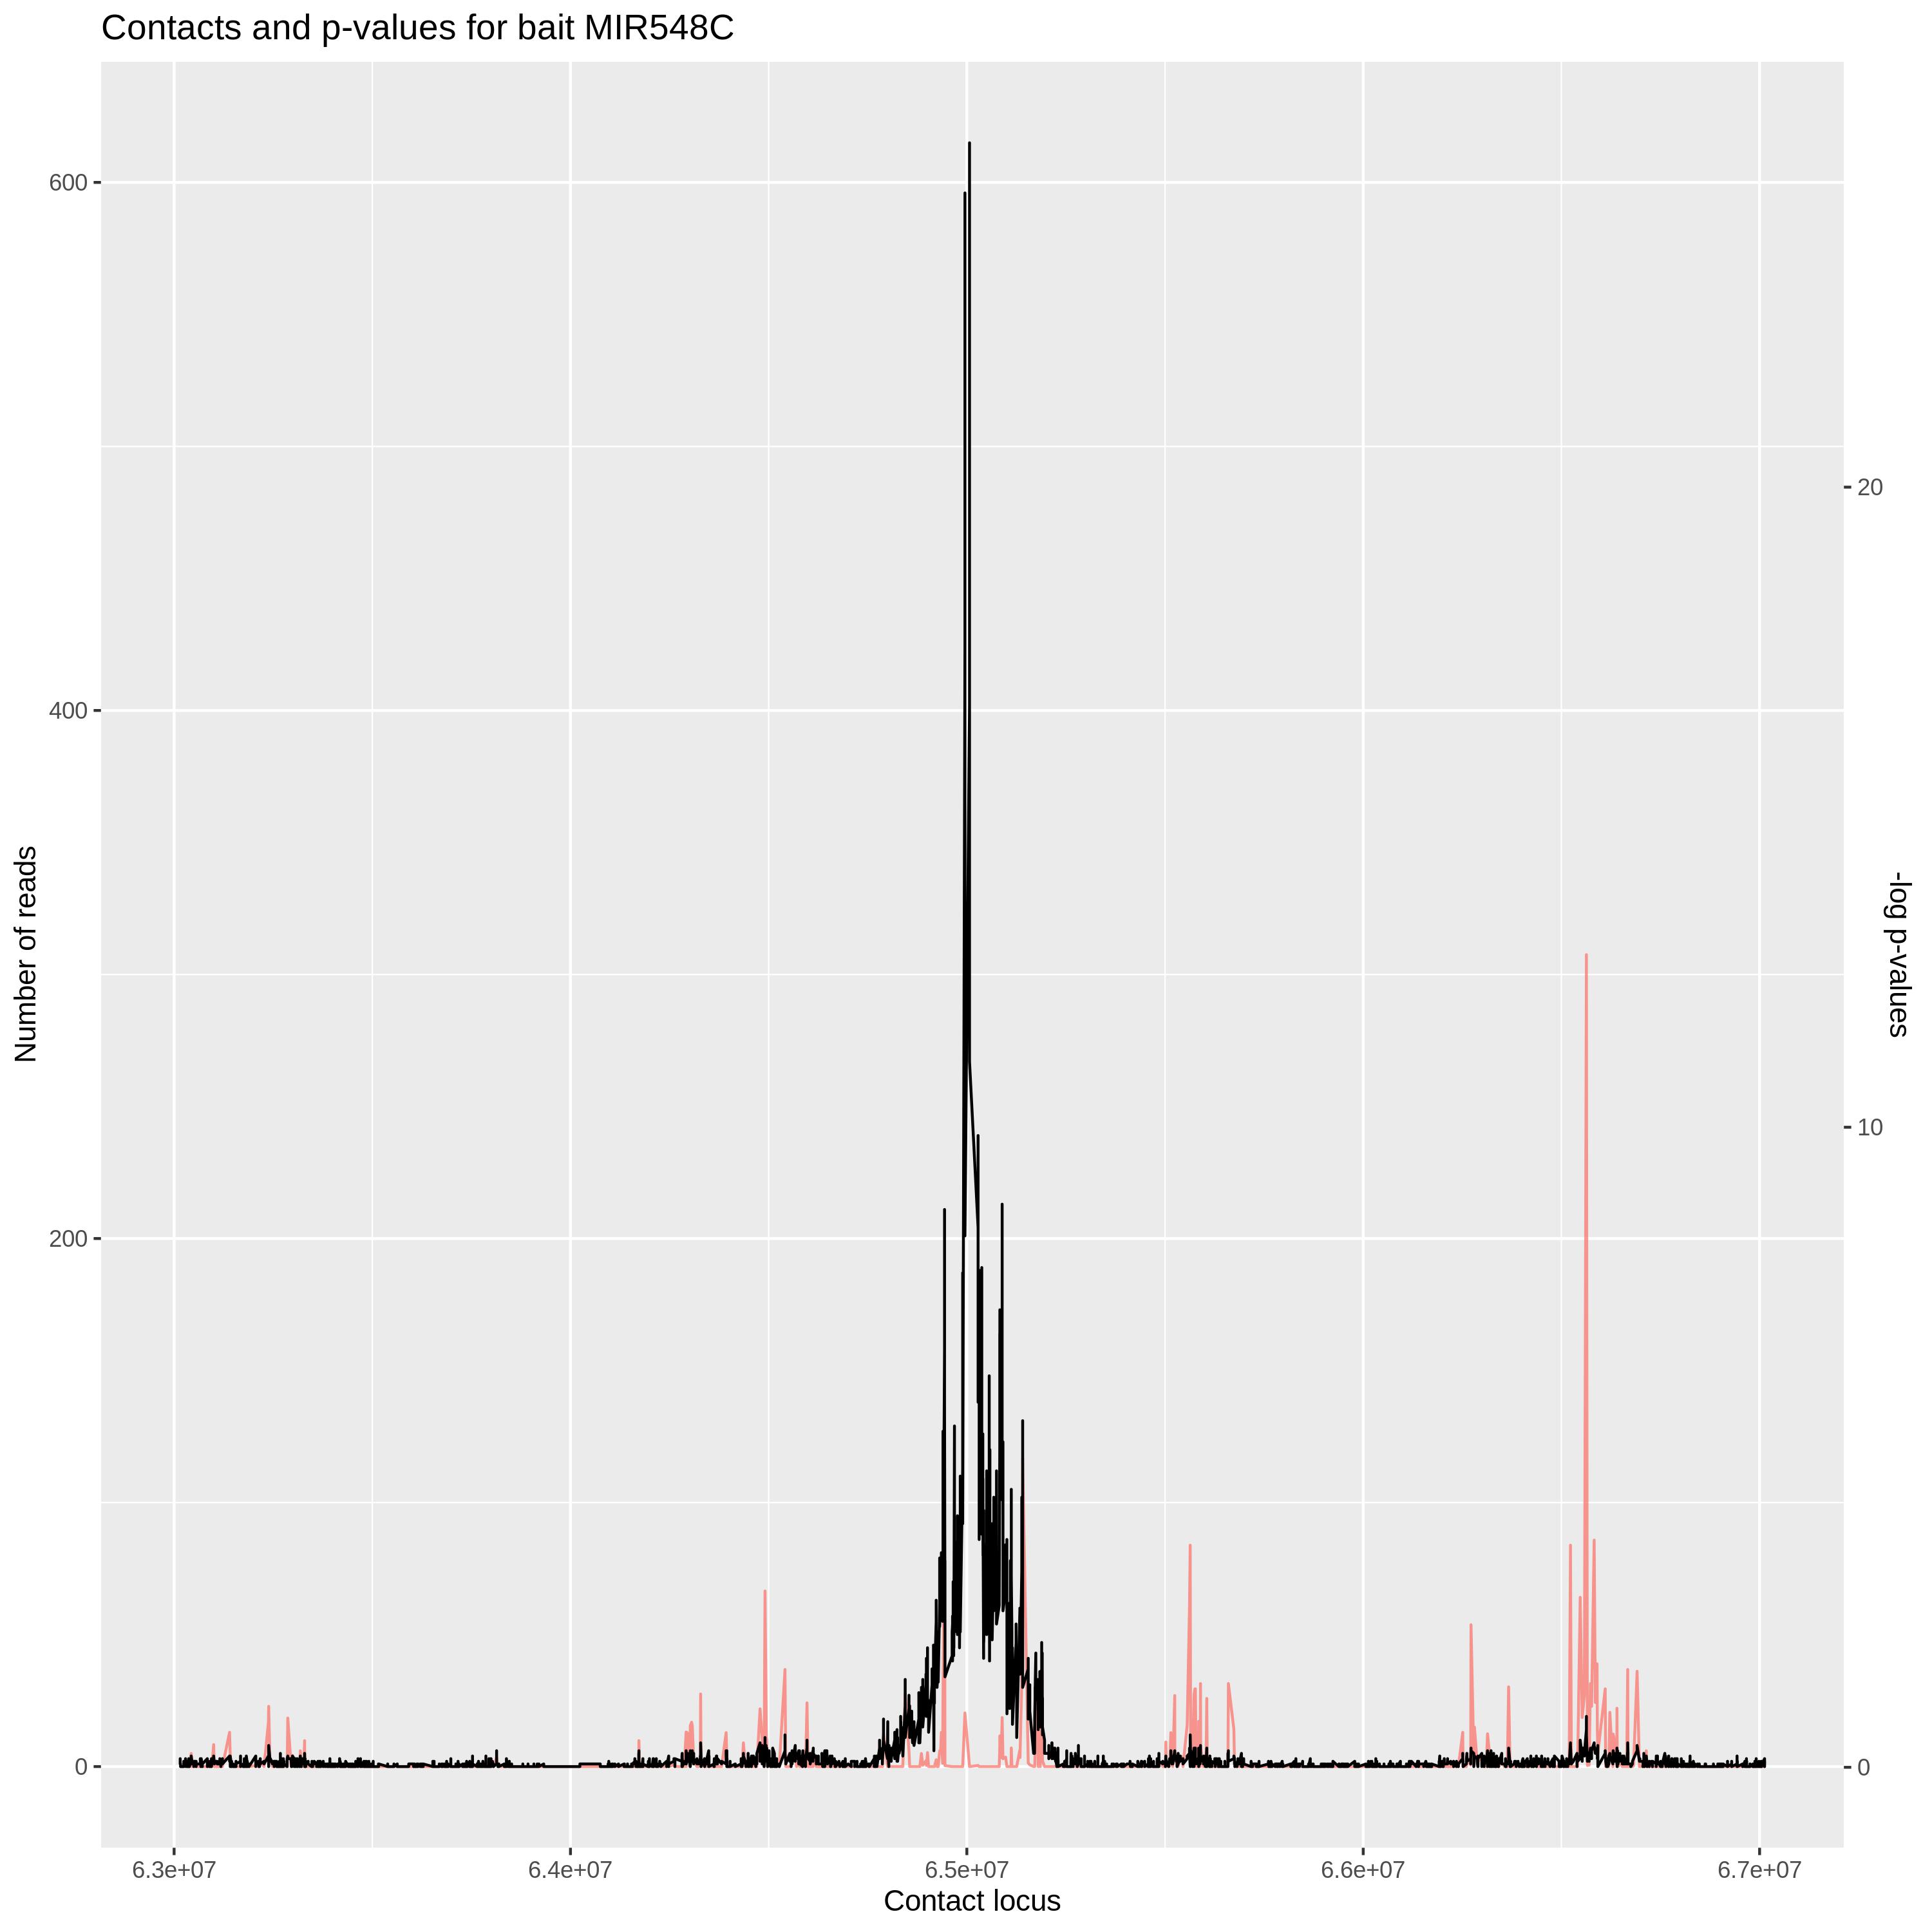 Contacts and p-values for bait MIR548C
600
400
200
0
Number of reads
20
10
0
-log p-values
6.3e+07
6.4e+07
6.5e+07
6.6e+07
6.7e+07
Contact locus